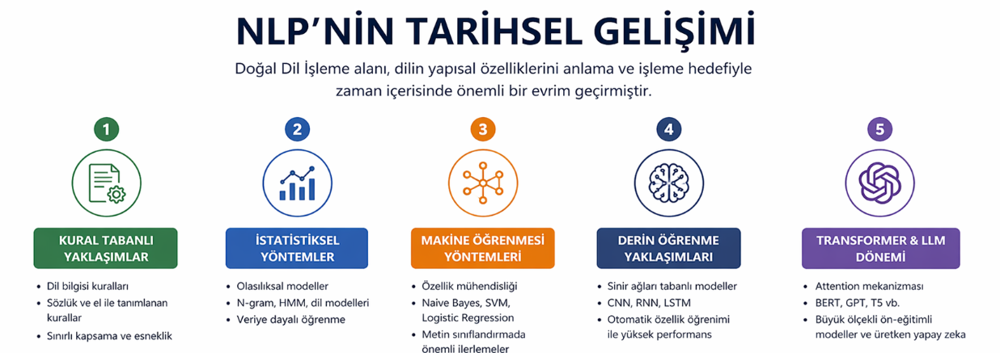 NLP'NİN TARİHSEL GELİŞİMİ
Doğal Dil İşleme alanı, dilin yapısal özelliklerini anlama ve işleme hedefiyle
zaman içerisinde önemli bir evrim geçirmiştir.
1
KURAL TABANLI
YAKLAŞIMLAR
• Dil bilgisi kuralları
• Sözlük ve el ile tanımlanan
kurallar
• Sınırlı kapsama ve esneklik
2
İSTATİSTİKSEL
YÖNTEMLER
• Olasılıksal modeller
• N-gram, HMM, dil modelleri
• Veriye dayalı öğrenme
3
MAKİNE ÖĞRENMESİ
YÖNTEMLERİ
• Özellik mühendisliği
• Naive Bayes, SVM,
Logistic Regression
• Metin sınıflandırmada
önemli ilerlemeler
4
DERİN ÖĞRENME
YAKLAŞIMLARI
• Sinir ağları tabanlı modeller
• CNN, RNN, LSTM
• Otomatik özellik öğrenimi
ile yüksek performans
5
TRANSFORMER & LLM
DÖNEMİ
• Attention mekanizması
• BERT, GPT, T5 vb.
• Büyük ölçekli ön-eğitimli
modeller ve üretken yapay zeka